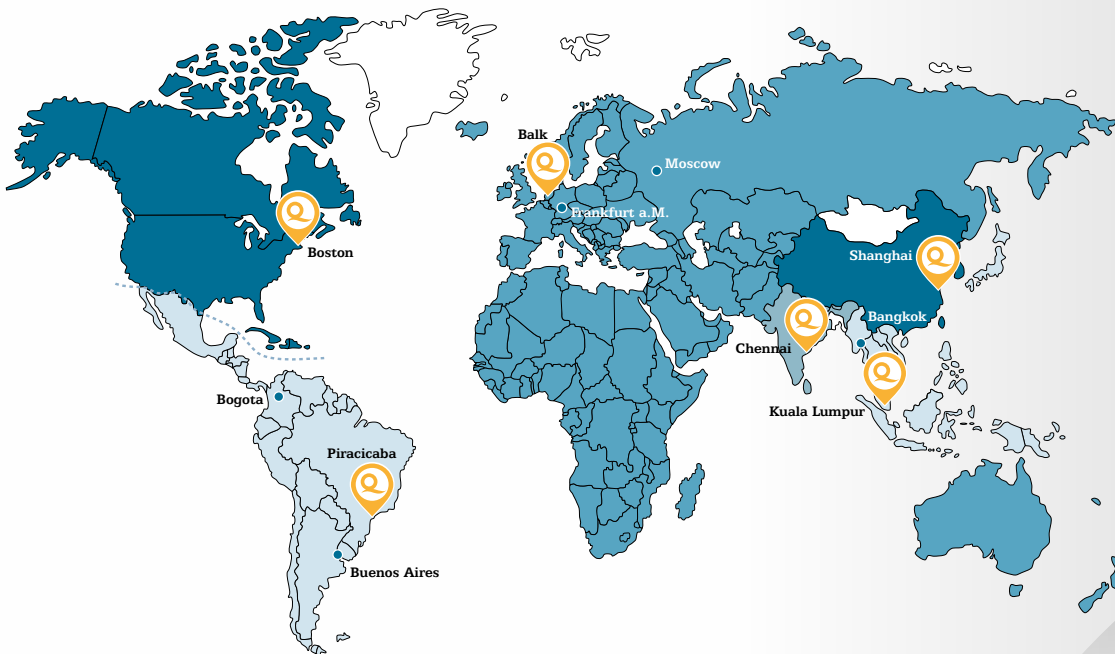 Balk
Moscow
Frankfurt a.M.
Boston
Shanghai
Bangkok
Chennai
Bogota
Kuala Lumpur
Piracicaba
Buenos Aires